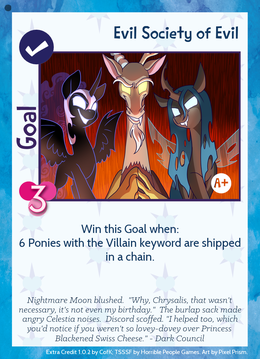 Evil Society of Evil
Goal
A+
3
Win this Goal when:
6 Ponies with the Villain keyword are shipped
in a chain.
Nightmare Moon blushed. "Why, Chrysalis, that wasn't
necessary, it's not even my birthday." The burlap sack made
angry Celestia noises. Discord scoffed. "I helped too, which
you'd notice if you weren't so lovey-dovey over Princess
Blackened Swiss Cheese." - Dark Council
Extra Credit 1.0.2 by CofK, TSSSF by Horrible People Games. Art by Pixel Prism.